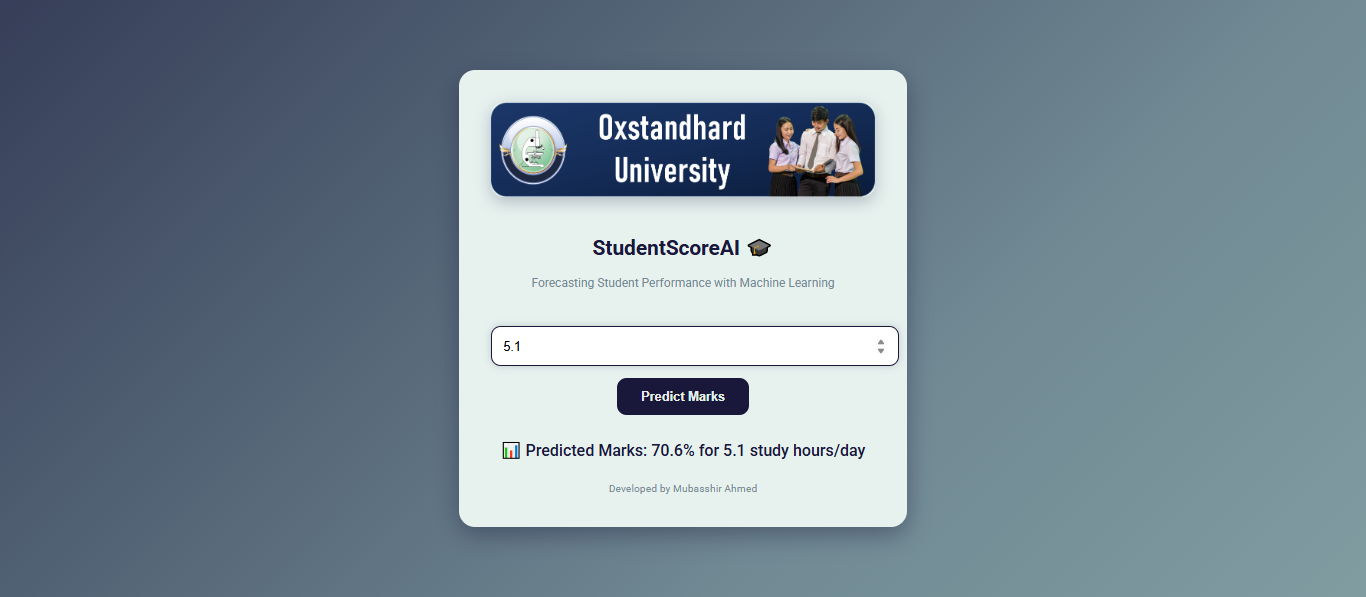 Oxstandhard
University
StudentScoreAI 🎓
Forecasting Student Performance with Machine Learning
5.1
Predict Marks
📊 Predicted Marks: 70.6% for 5.1 study hours/day
Developed by Mubasshir Ahmed